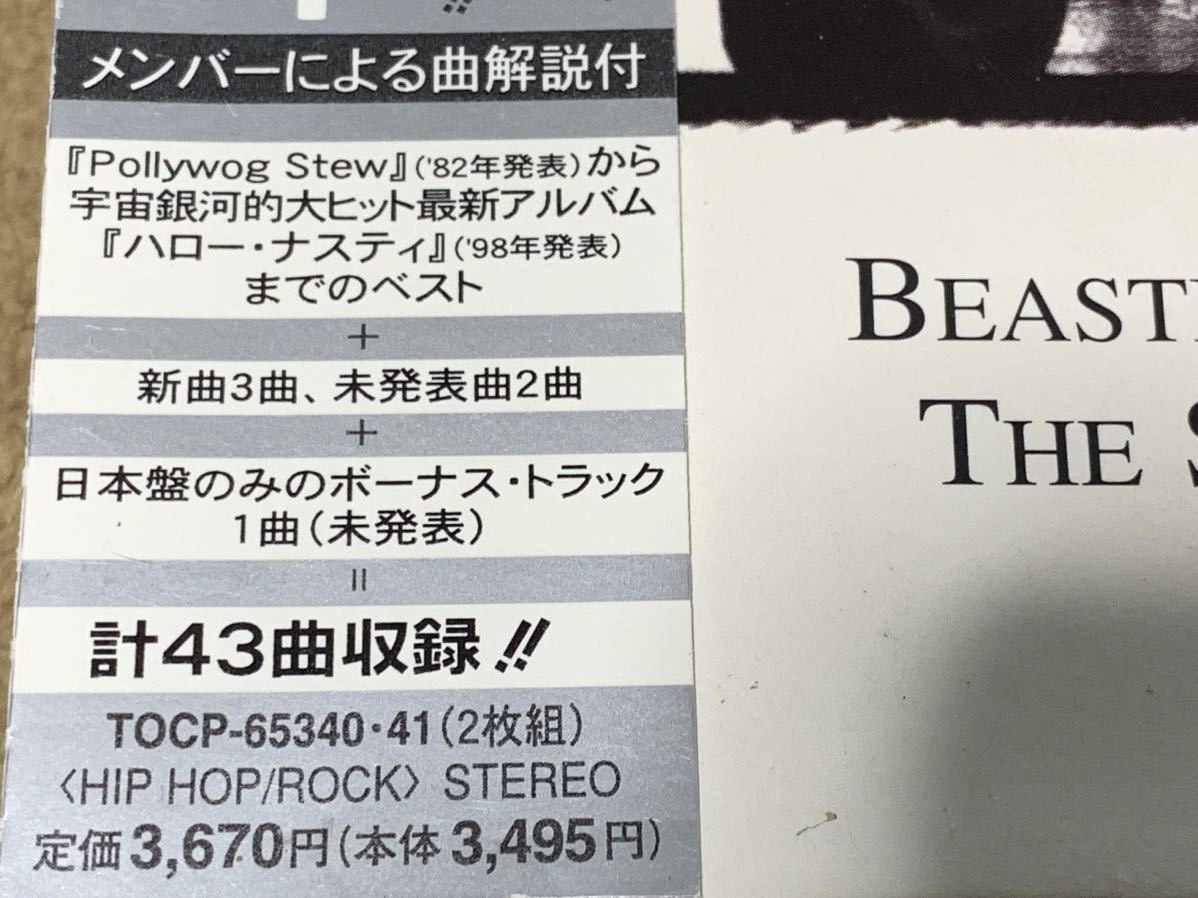 メンバーによる曲解説付
『Pollywog Stew』('82年発表)から
宇宙銀河的大ヒット最新アルバム
『ハロー・ナスティ』('98年発表)
までのベスト
+
新曲3曲、未発表曲2曲
+
日本盤のみのボーナス・トラック
1曲(未発表)
=
計43曲収録!!
TOCP-65340・41(2枚組)
〈HIP HOP/ROCK〉 STEREO
定価3,670円(本体3,495円)
BEAST
THE S